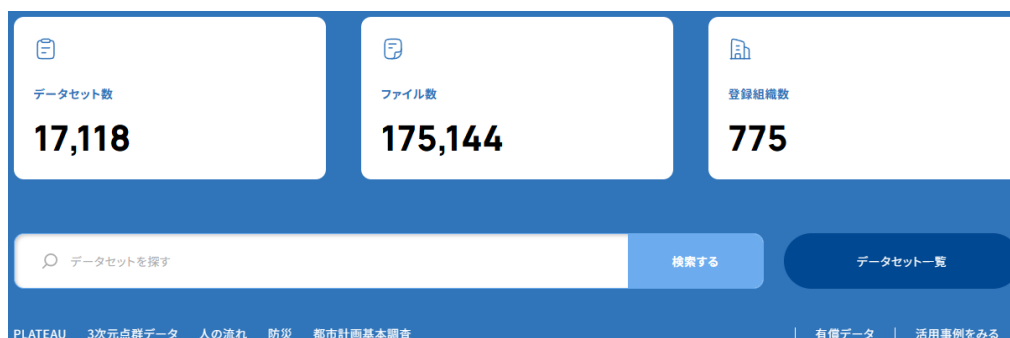 データセット数
17,118
ファイル数
175,144
登録組織数
775
データセットを探す
検索する
データセット一覧
PLATEAU 3次元点群データ 人の流れ 防災 都市計画基本調査 | 有償データ | 活用事例をみる